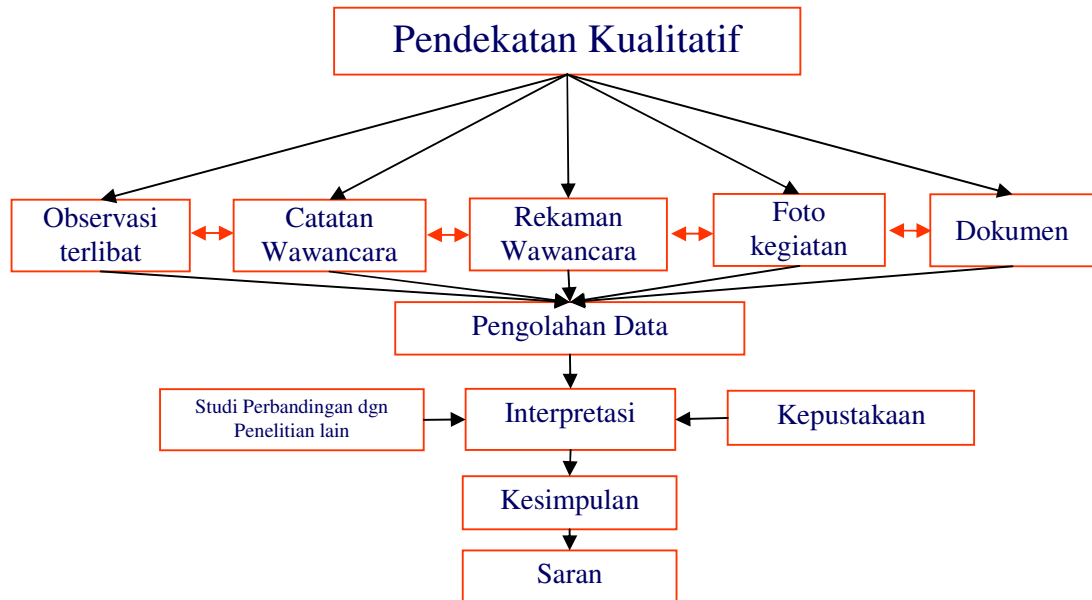 Pendekatan Kualitatif
Observasi
terlibat
Catatan
Wawancara
Rekaman
Wawancara
Foto
kegiatan
Dokumen
Pengolahan Data
Studi Perbandingan dgn
Penelitian lain
Interpretasi
Kepustakaan
Kesimpulan
Saran